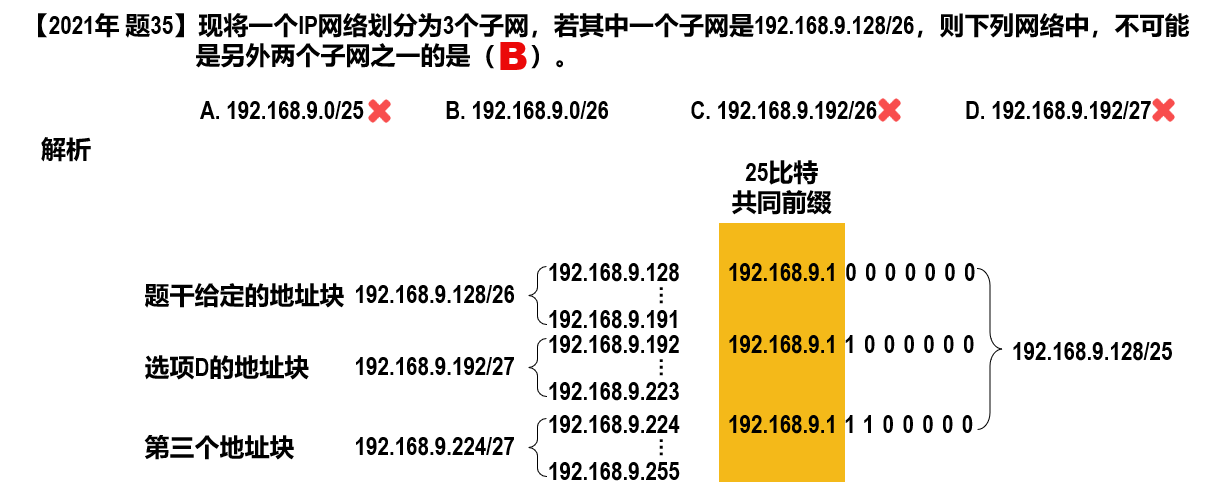 【2021年 题35】现将一个IP网络划分为3个子网，若其中一个子网是192.168.9.128/26，则下列网络中，不可能
是另外两个子网之一的是（B）。
A. 192.168.9.0/25 B. 192.168.9.0/26 C. 192.168.9.192/26 D. 192.168.9.192/27
解析
25比特
共同前缀
题干给定的地址块 192.168.9.128/26
192.168.9.128 192.168.9.1 0 0 0 0 0 0 0
⋮
192.168.9.191
选项D的地址块 192.168.9.192/27
192.168.9.192 192.168.9.1 1 0 0 0 0 0 0
⋮
192.168.9.223
192.168.9.128/25
第三个地址块 192.168.9.224/27
192.168.9.224 192.168.9.1 1 1 0 0 0 0 0
⋮
192.168.9.255